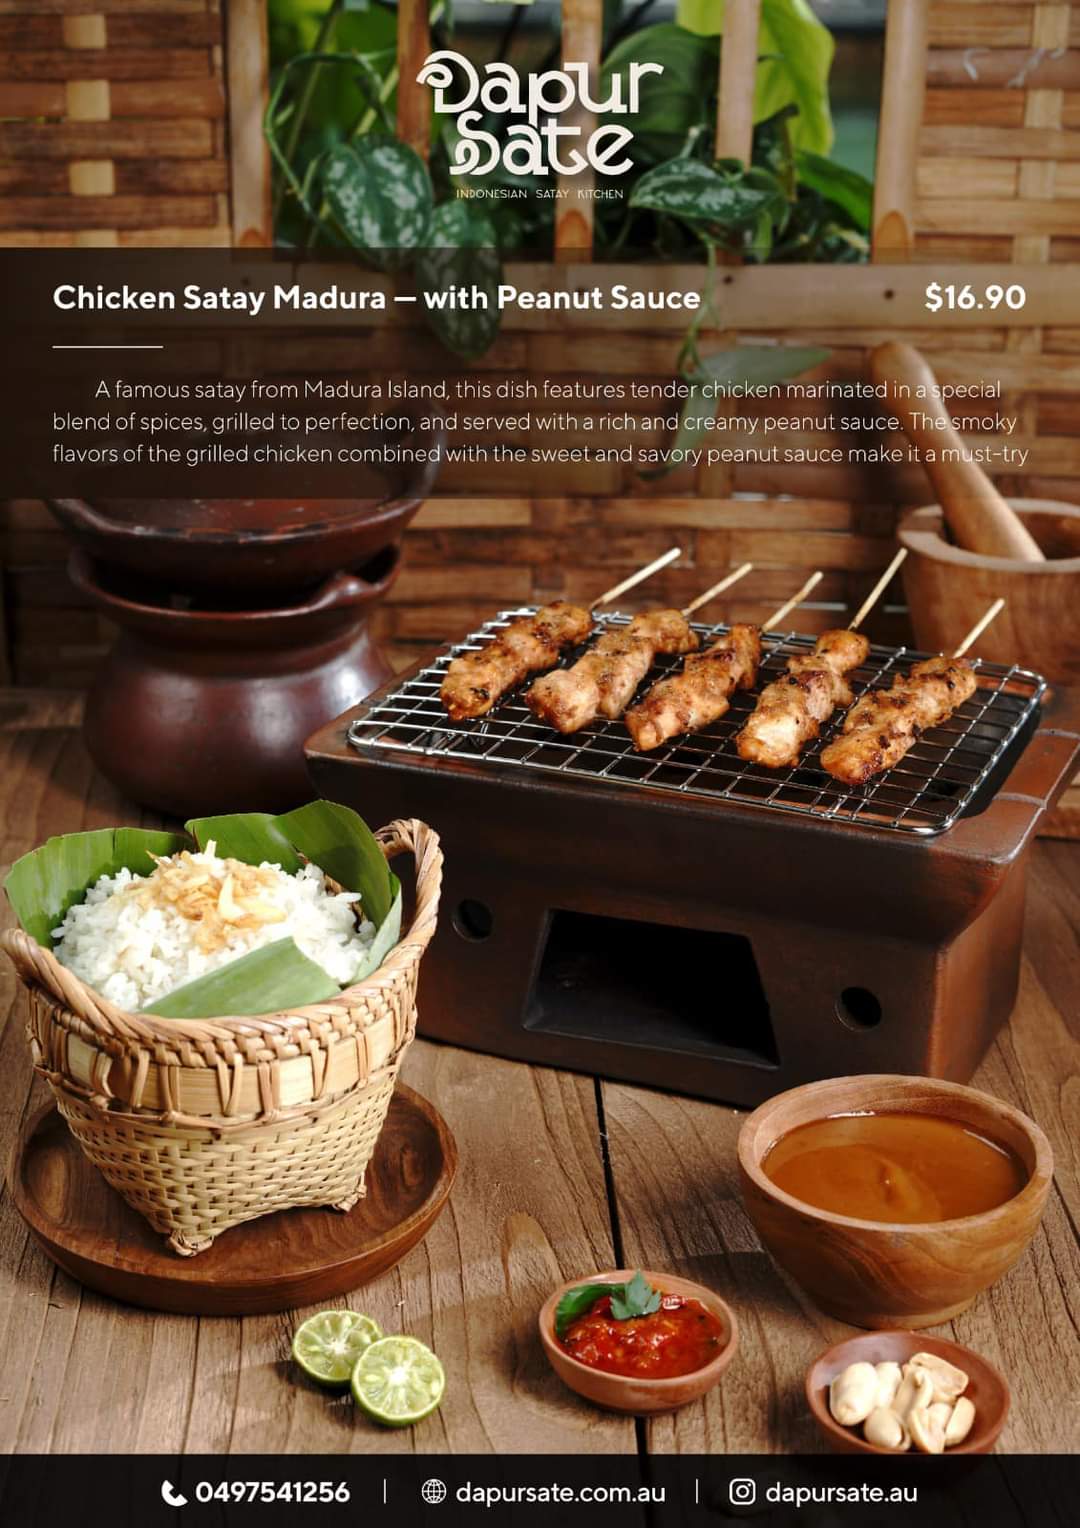 Dapur
Sate
INDONESIAN SATAY KITCHEN
Chicken Satay Madura — with Peanut Sauce
$16.90
A famous satay from Madura Island, this dish features tender chicken marinated in a special
blend of spices, grilled to perfection, and served with a rich and creamy peanut sauce. The smoky
flavors of the grilled chicken combined with the sweet and savory peanut sauce make it a must-try
0497541256 | dapursate.com.au | dapursate.au